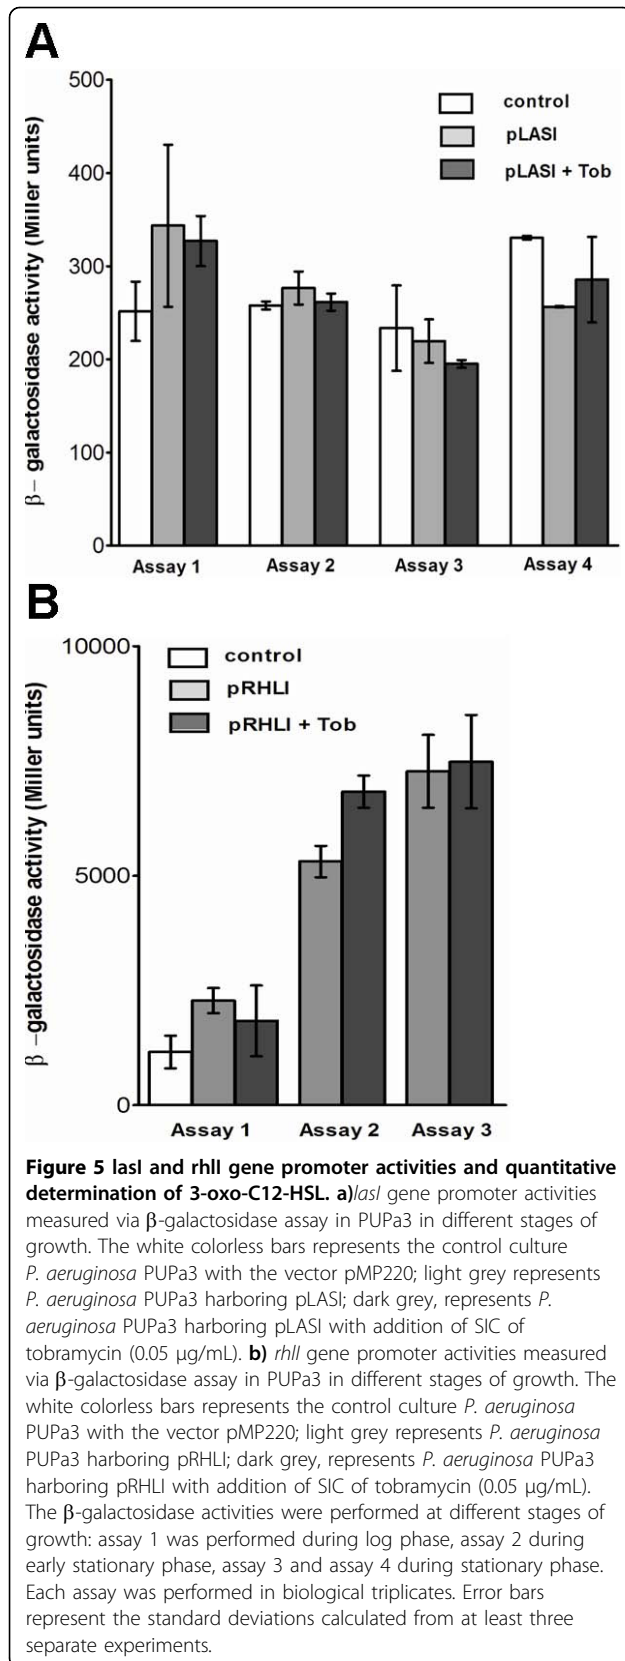 A
500
400
300
200
100
0
β– galactosidase activity (Miller units)
control
pLASI
pLASI + Tob
Assay 1 Assay 2 Assay 3 Assay 4
B
10000
5000
0
β –galactosidase activity (Miller units)
control
pRHLI
pRHLI + Tob
Assay 1 Assay 2 Assay 3
Figure 5 lasI and rhlI gene promoter activities and quantitative
determination of 3-oxo-C12-HSL. a)lasI gene promoter activities
measured via β-galactosidase assay in PUPa3 in different stages of
growth. The white colorless bars represents the control culture
P. aeruginosa PUPa3 with the vector pMP220; light grey represents
P. aeruginosa PUPa3 harboring pLASI; dark grey, represents P.
aeruginosa PUPa3 harboring pLASI with addition of SIC of
tobramycin (0.05 μg/mL). b) rhlI gene promoter activities measured
via β-galactosidase assay in PUPa3 in different stages of growth. The
white colorless bars represents the control culture P. aeruginosa
PUPa3 with the vector pMP220; light grey represents P. aeruginosa
PUPa3 harboring pRHLI; dark grey, represents P. aeruginosa PUPa3
harboring pRHLI with addition of SIC of tobramycin (0.05 μg/mL).
The β-galactosidase activities were performed at different stages of
growth: assay 1 was performed during log phase, assay 2 during
early stationary phase, assay 3 and assay 4 during stationary phase.
Each assay was performed in biological triplicates. Error bars
represent the standard deviations calculated from at least three
separate experiments.